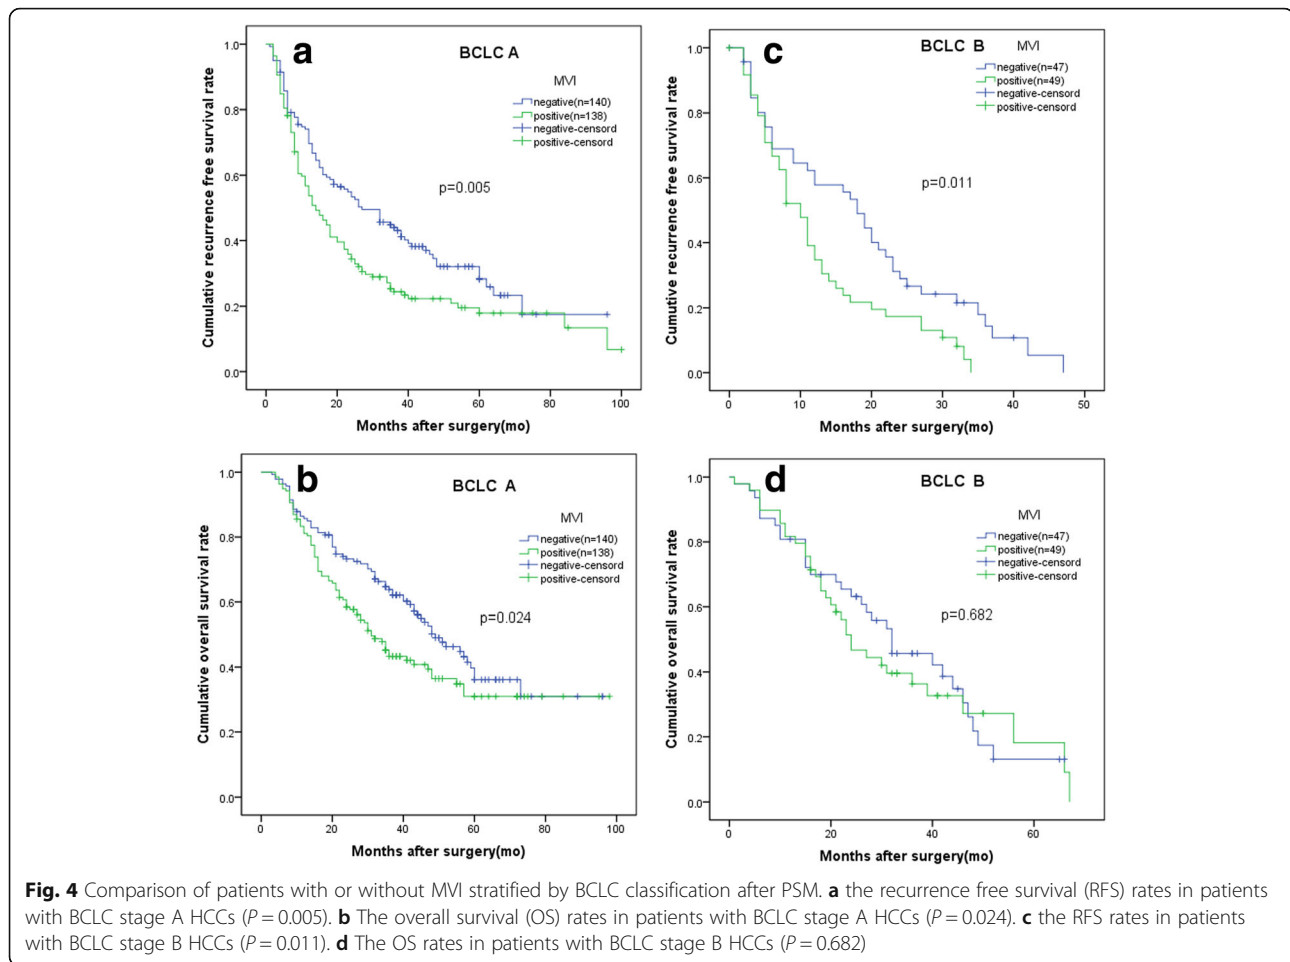 a
BCLC A
MVI
negative(n=140)
positive(n=138)
negative-censord
positive-censord
p=0.005
Cumulative recurrence free survival rate
1.0
0.8
0.6
0.4
0.2
0.0
0 20 40 60 80 100
Months after surgery(mo)
c
BCLC B
MVI
negative(n=47)
positive(n=49)
negative-censord
positive-censord
p=0.011
Cumutive recurrence free survival rate
1.0
0.8
0.6
0.4
0.2
0.0
0 10 20 30 40 50
Months after surgery(mo)
b
BCLC A
MVI
negative(n=140)
positive(n=138)
negative-censord
positive-censord
p=0.024
Cumulative overall survival rate
1.0
0.8
0.6
0.4
0.2
0.0
0 20 40 60 80 100
Months after surgery(mo)
d
BCLC B
MVI
negative(n=47)
positive(n=49)
negative-censord
positive-censord
p=0.682
Cumulative overall survival rate
1.0
0.8
0.6
0.4
0.2
0.0
0 20 40 60
Months after surgery(mo)
Fig. 4 Comparison of patients with or without MVI stratified by BCLC classification after PSM. a the recurrence free survival (RFS) rates in patients
with BCLC stage A HCCs (P = 0.005). b The overall survival (OS) rates in patients with BCLC stage A HCCs (P = 0.024). c the RFS rates in patients
with BCLC stage B HCCs (P = 0.011). d The OS rates in patients with BCLC stage B HCCs (P = 0.682)